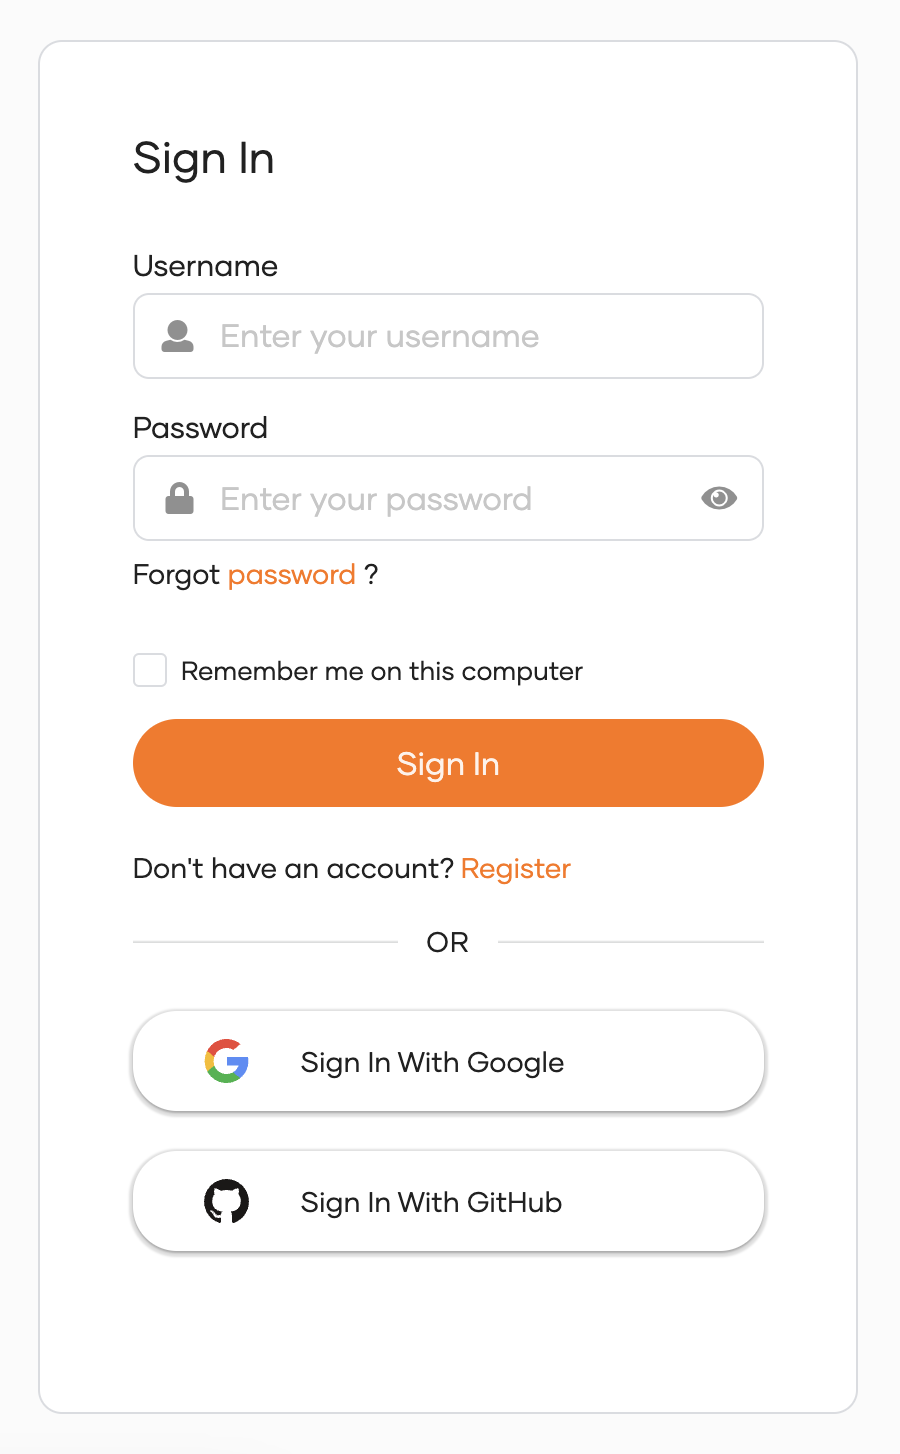 Sign In
Username
Enter your username
Password
Enter your password
Forgot password ?
Remember me on this computer
Sign In
Don't have an account? Register
OR
Sign In With Google
Sign In With GitHub